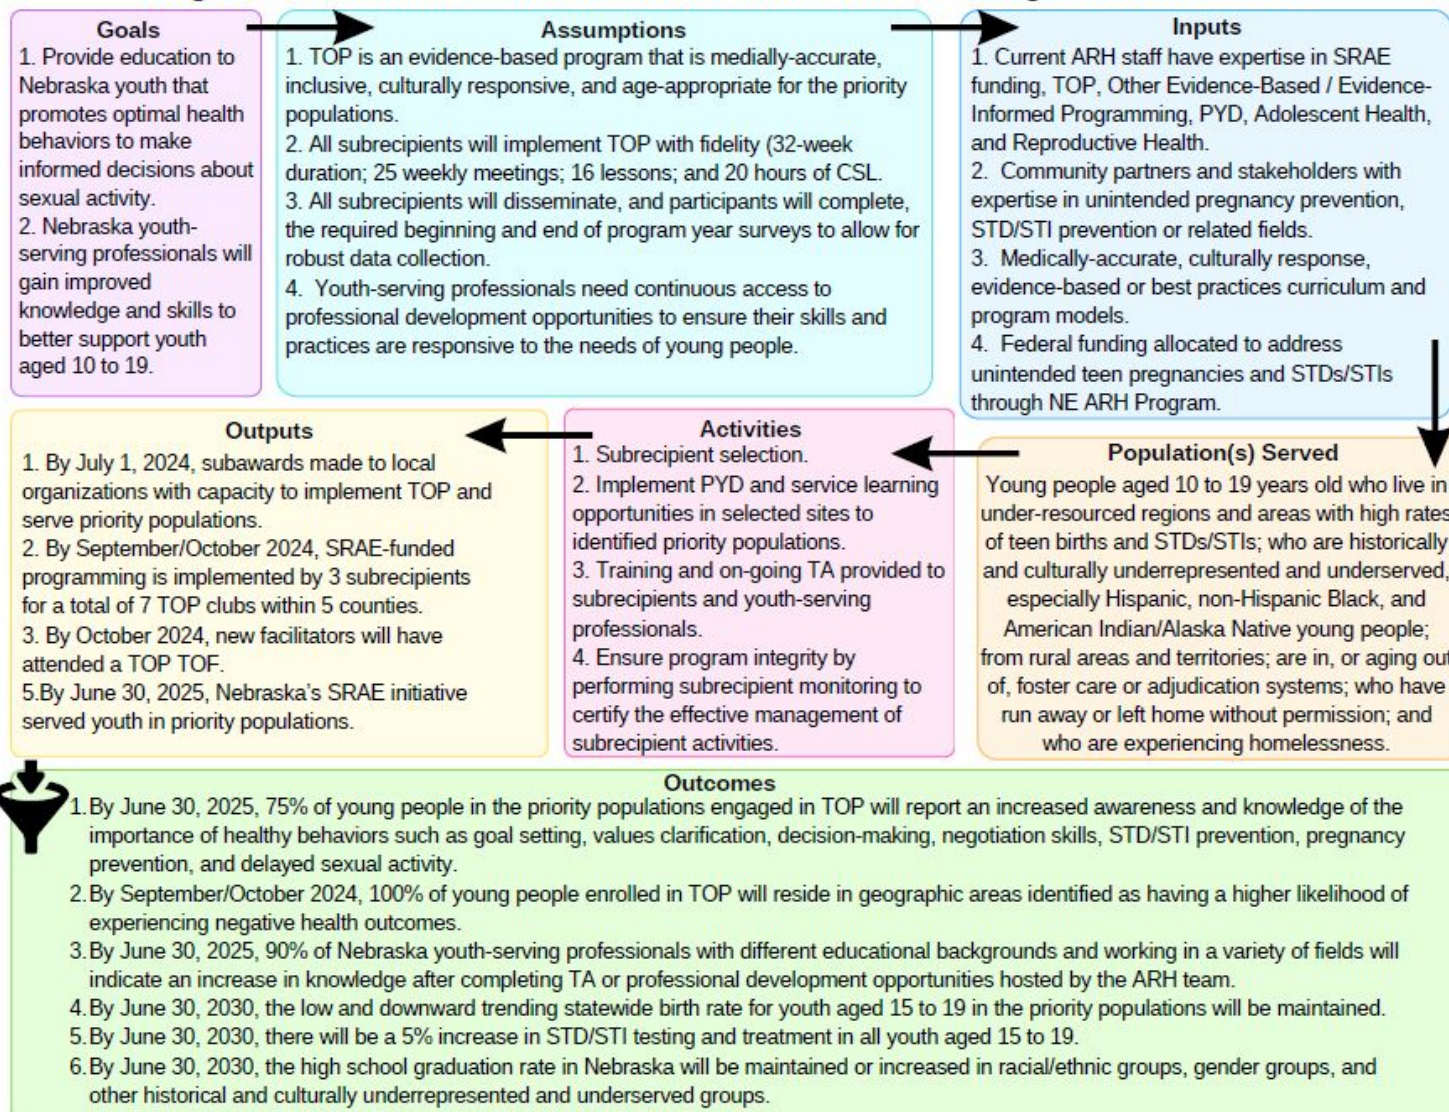 Goals
1. Provide education to
Nebraska youth that
promotes optimal health
behaviors to make
informed decisions about
sexual activity.
2. Nebraska youth-
serving professionals will
gain improved
knowledge and skills to
better support youth
aged 10 to 19.
Assumptions
1. TOP is an evidence-based program that is medially-accurate,
inclusive, culturally responsive, and age-appropriate for the priority
populations.
2. All subrecipients will implement TOP with fidelity (32-week
duration; 25 weekly meetings; 16 lessons; and 20 hours of CSL.
3. All subrecipients will disseminate, and participants will complete,
the required beginning and end of program year surveys to allow for
robust data collection.
4. Youth-serving professionals need continuous access to
professional development opportunities to ensure their skills and
practices are responsive to the needs of young people.
Inputs
1. Current ARH staff have expertise in SRAE
funding, TOP, Other Evidence-Based / Evidence-
Informed Programming, PYD, Adolescent Health,
and Reproductive Health.
2. Community partners and stakeholders with
expertise in unintended pregnancy prevention,
STD/STI prevention or related fields.
3. Medically-accurate, culturally response,
evidence-based or best practices curriculum and
program models.
4. Federal funding allocated to address
unintended teen pregnancies and STDs/STIs
through NE ARH Program.
Population(s) Served
Young people aged 10 to 19 years old who live in
under-resourced regions and areas with high rates
of teen births and STDs/STIs; who are historically
and culturally underrepresented and underserved,
especially Hispanic, non-Hispanic Black, and
American Indian/Alaska Native young people;
from rural areas and territories; are in, or aging out
of, foster care or adjudication systems; who have
run away or left home without permission; and
who are experiencing homelessness.
Activities
1. Subrecipient selection.
2. Implement PYD and service learning
opportunities in selected sites to
identified priority populations.
3. Training and on-going TA provided to
subrecipients and youth-serving
professionals.
4. Ensure program integrity by
performing subrecipient monitoring to
certify the effective management of
subrecipient activities.
Outputs
1. By July 1, 2024, subawards made to local
organizations with capacity to implement TOP and
serve priority populations.
2. By September/October 2024, SRAE-funded
programming is implemented by 3 subrecipients
for a total of 7 TOP clubs within 5 counties.
3. By October 2024, new facilitators will have
attended a TOP TOF.
5.By June 30, 2025, Nebraska's SRAE initiative
served youth in priority populations.
Outcomes
1. By June 30, 2025, 75% of young people in the priority populations engaged in TOP will report an increased awareness and knowledge of the
importance of healthy behaviors such as goal setting, values clarification, decision-making, negotiation skills, STD/STI prevention, pregnancy
prevention, and delayed sexual activity.
2. By September/October 2024, 100% of young people enrolled in TOP will reside in geographic areas identified as having a higher likelihood of
experiencing negative health outcomes.
3. By June 30, 2025, 90% of Nebraska youth-serving professionals with different educational backgrounds and working in a variety of fields will
indicate an increase in knowledge after completing TA or professional development opportunities hosted by the ARH team.
4. By June 30, 2030, the low and downward trending statewide birth rate for youth aged 15 to 19 in the priority populations will be maintained.
5. By June 30, 2030, there will be a 5% increase in STD/STI testing and treatment in all youth aged 15 to 19.
6. By June 30, 2030, the high school graduation rate in Nebraska will be maintained or increased in racial/ethnic groups, gender groups, and
other historical and culturally underrepresented and underserved groups.